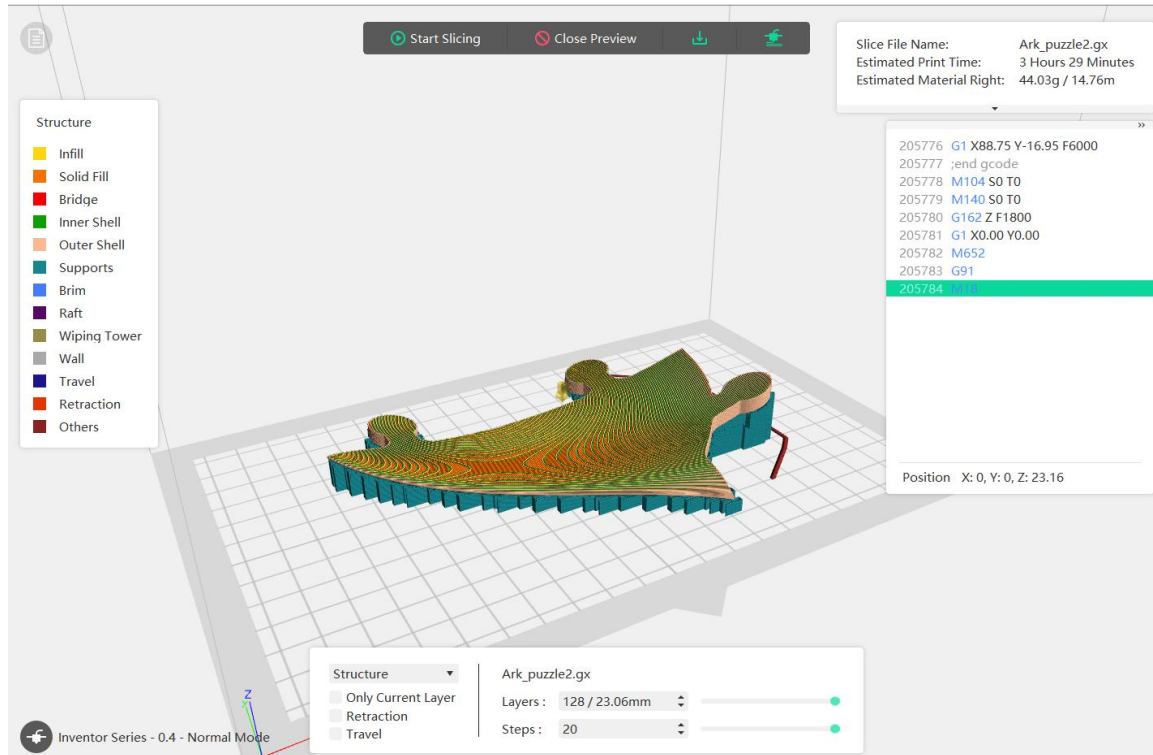 Start Slicing
Close Preview
Slice File Name: Ark_puzzle2.gx
Estimated Print Time: 3 Hours 29 Minutes
Estimated Material Right: 44.03g / 14.76m
Structure
Infill
Solid Fill
Bridge
Inner Shell
Outer Shell
Supports
Brim
Raft
Wiping Tower
Wall
Travel
Retraction
Others
»
205776 G1 X88.75 Y-16.95 F6000
205777 ;end gcode
205778 M104 S0 T0
205779 M140 S0 T0
205780 G162 Z F1800
205781 G1 X0.00 Y0.00
205782 M652
205783 G91
205784 M18
Position X: 0, Y: 0, Z: 23.16
Z
Y
Structure
Only Current Layer
Retraction
Travel
Ark_puzzle2.gx
Layers : 128 / 23.06mm
Steps : 20
Inventor Series - 0.4 - Normal Mode